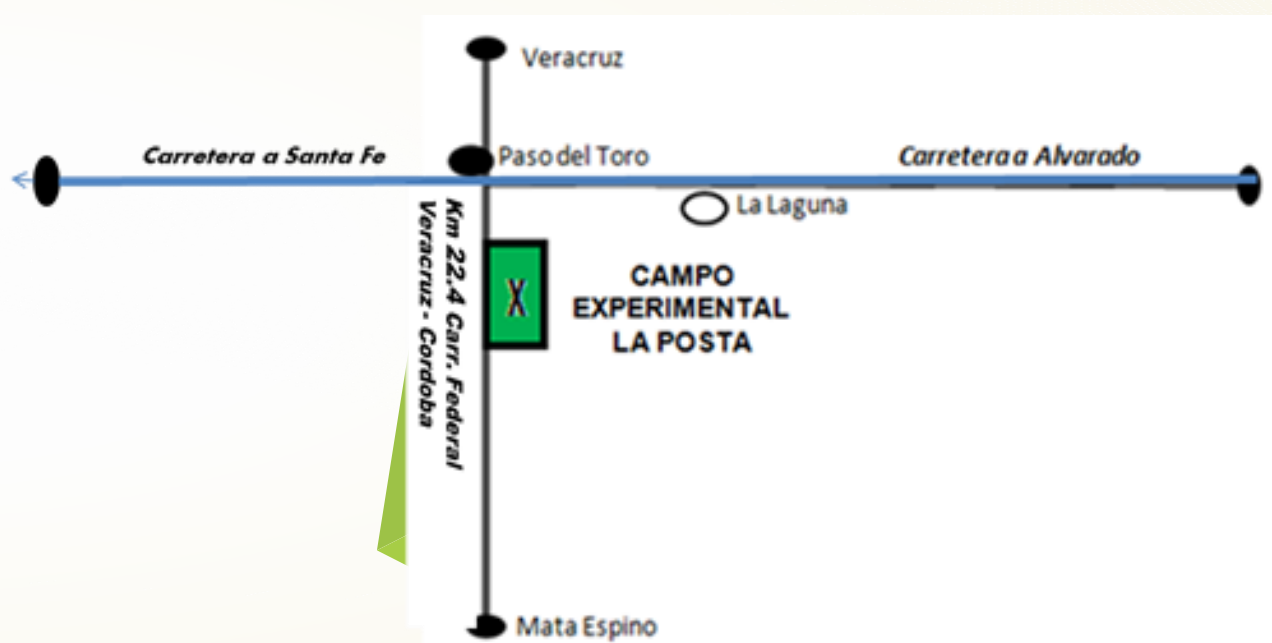 Veracruz
Carretera a Santa Fe
Paso del Toro
Carretera a Alvarado
La Laguna
Km 22.4 Carr. Federal
Veracruz - Cordoba
X
CAMPO
EXPERIMENTAL
LA POSTA
Mata Espino